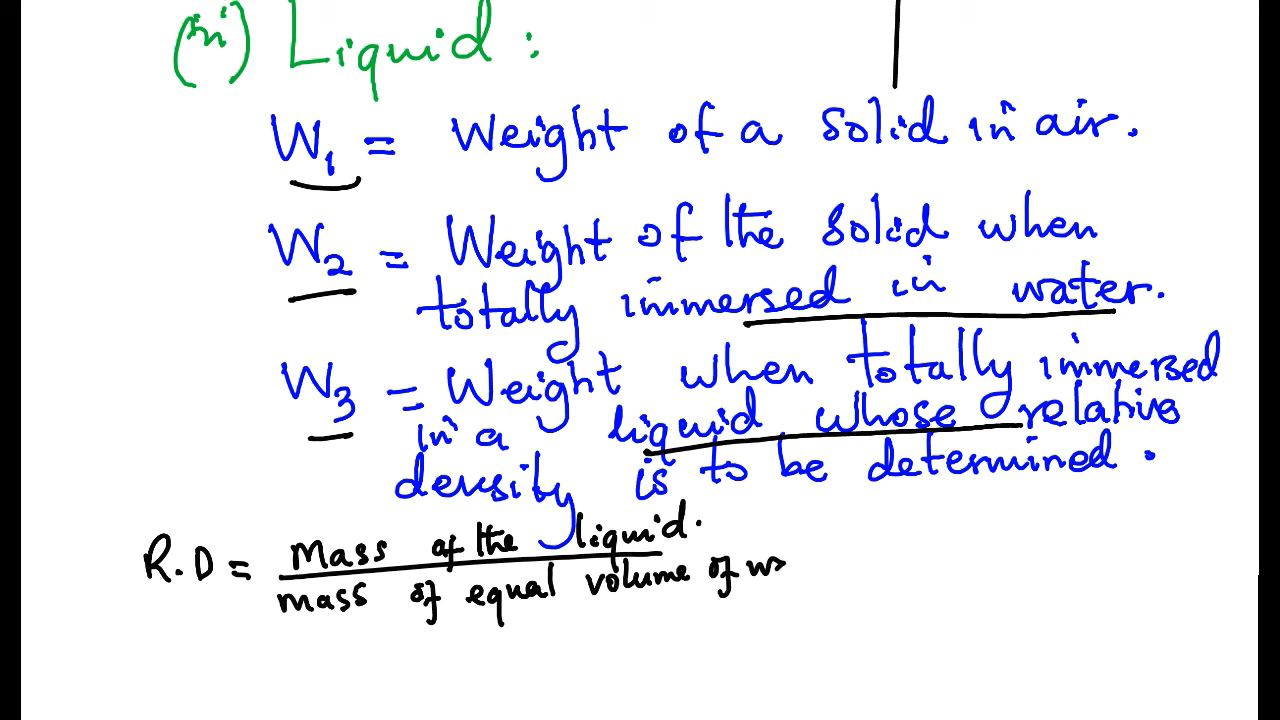 (ii) Liquid:
W₁ = Weight of a solid in air.
W₂ = Weight of the solid when
totally immersed in water.
W₃ = Weight when totally immersed
in a liquid whose relative
density is to be determined.
R.D = Mass of the liquid.
mass of equal volume of